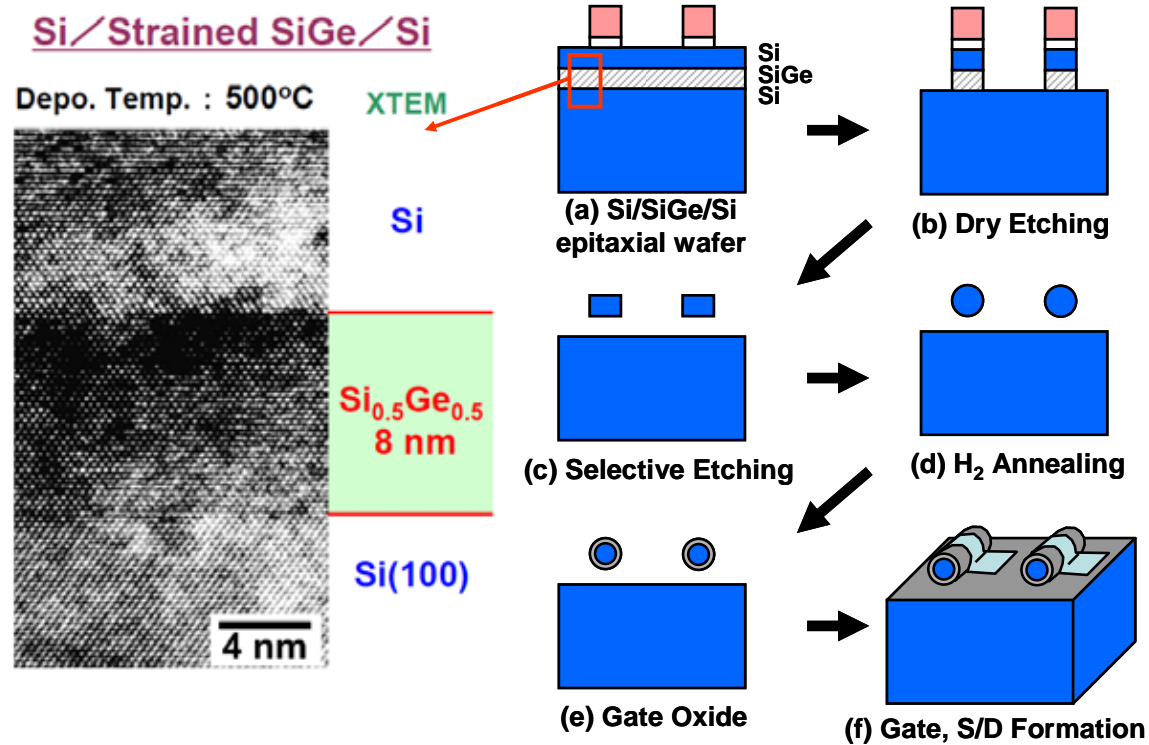 Si／Strained SiGe／Si
Depo. Temp. : 500°C
XTEM
Si
Si0.5Ge0.5
8 nm
Si(100)
4 nm
Si
SiGe
Si
(a) Si/SiGe/Si
epitaxial wafer
(b) Dry Etching
(c) Selective Etching
(d) H2 Annealing
(e) Gate Oxide
(f) Gate, S/D Formation